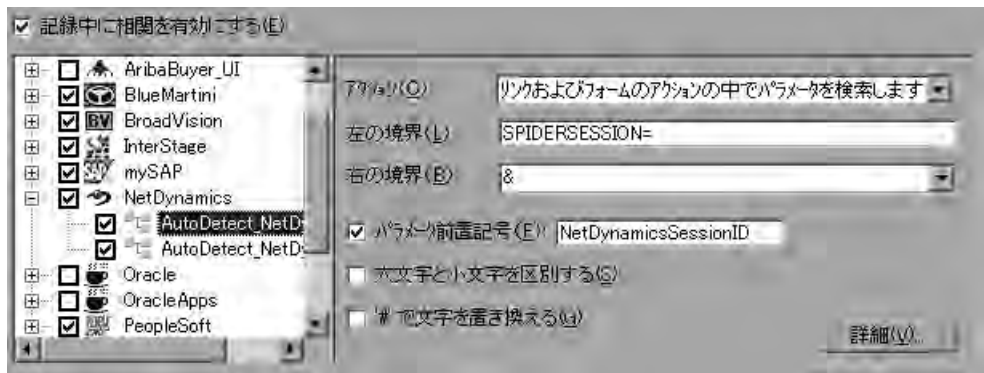 記録中に相関を有効にする(E)
AribaBuyer_UI
BlueMartini
BroadVision
InterStage
mySAP
NetDynamics
AutoDetect_NetD
AutoDetect_NetD
Oracle
OracleApps
PeopleSoft
アクション(O) リンクおよびフォームのアクションの中でパラメータを検索します
左の境界(L) SPIDERSESSION=
右の境界(B) &
パラメータ前置記号(F): NetDynamicsSessionID
大文字と小文字を区別する(S)
'#' で文字を置き換える(G)
詳細(V)...